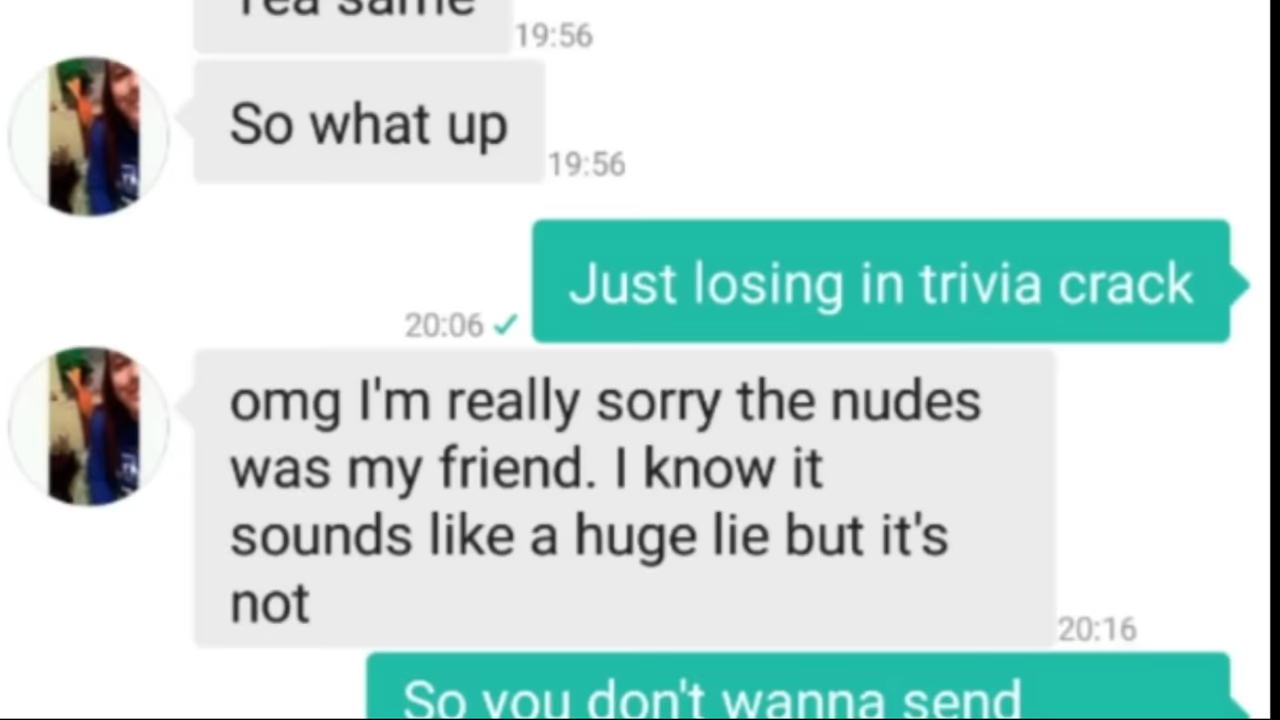 Yea same
19:56
So what up
19:56
Just losing in trivia crack
20:06
omg I'm really sorry the nudes
was my friend. I know it
sounds like a huge lie but it's
not
20:16
So you don't wanna send